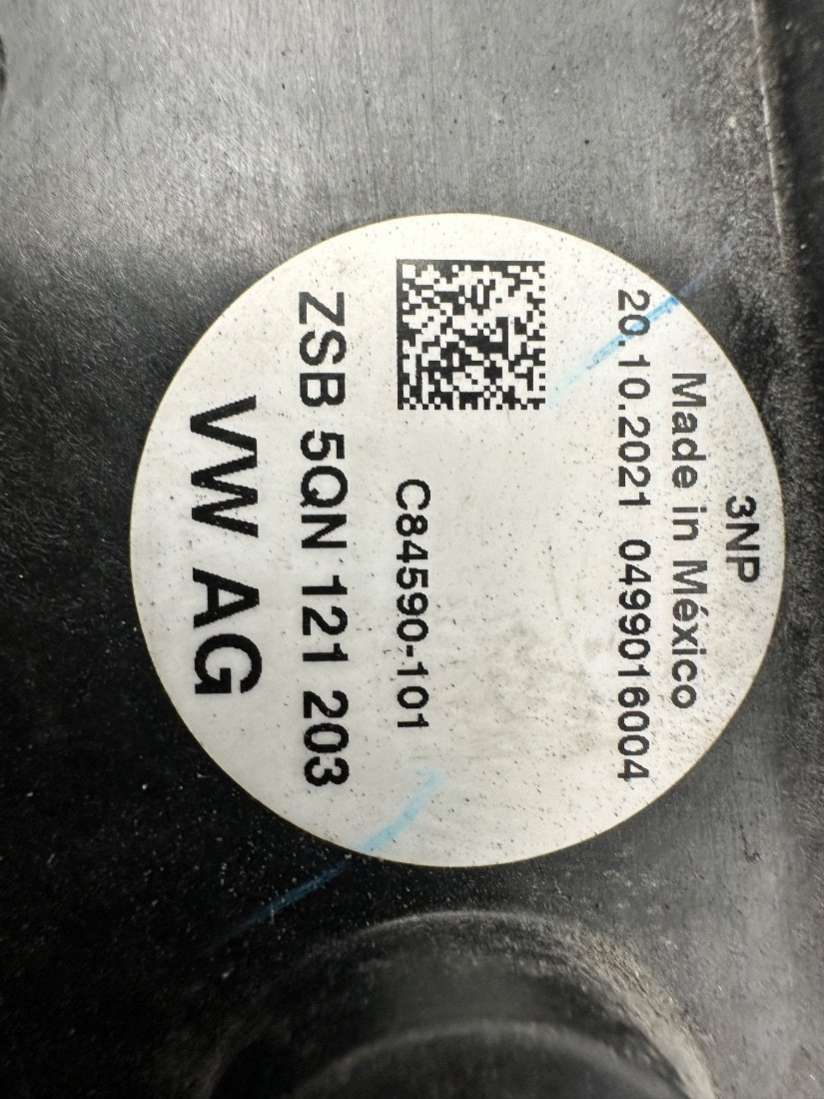 3NP
Made in México
20.10.2021 0499016004
C84590-101
ZSB 5QN 121 203
VW AG